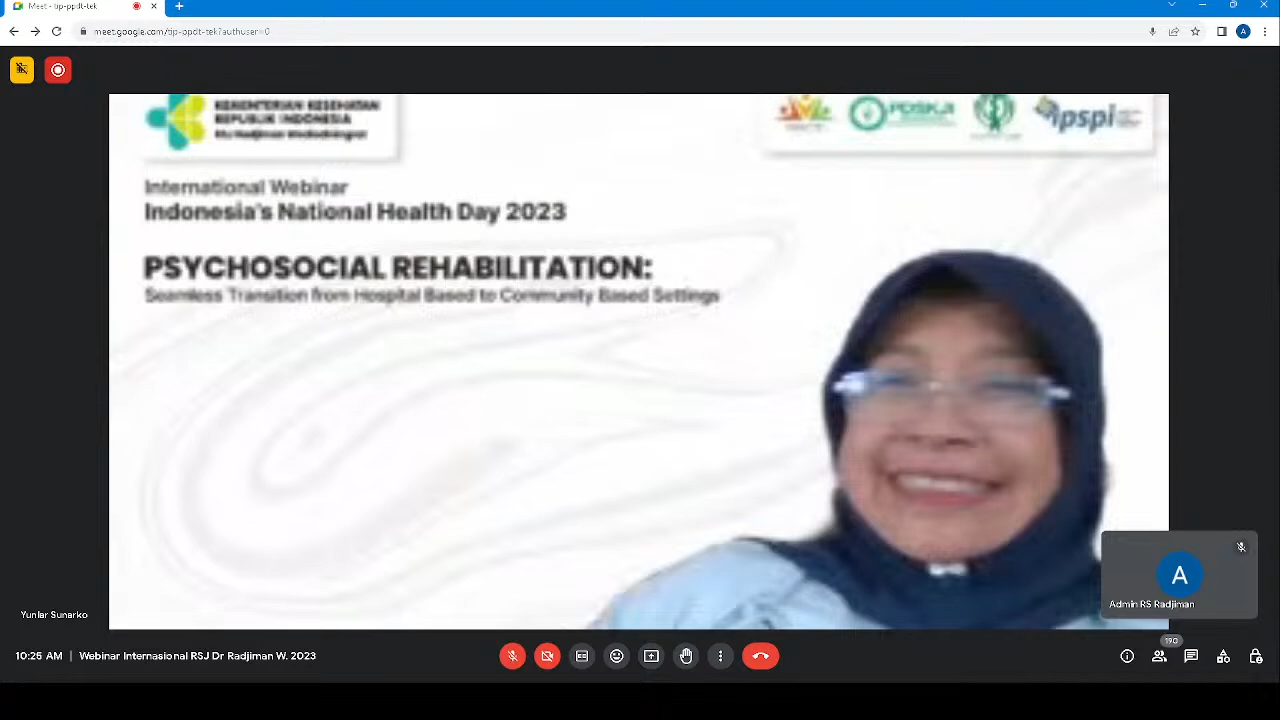 Meet - tip-ppdt-tek
meet.google.com/tip-ppdt-tek?authuser=0
A
KEMENTERIAN KESEHATAN
REPUBLIK INDONESIA
PDSKJI
ipspi
International Webinar
Indonesia's National Health Day 2023
PSYCHOSOCIAL REHABILITATION:
Seamless Transition from Hospital Based to Community Based Settings
A
Admin RS Radjiman
Yunlar Sunarko
190
10:25 AM | Webinar Internasional RSJ Dr Radjiman W. 2023